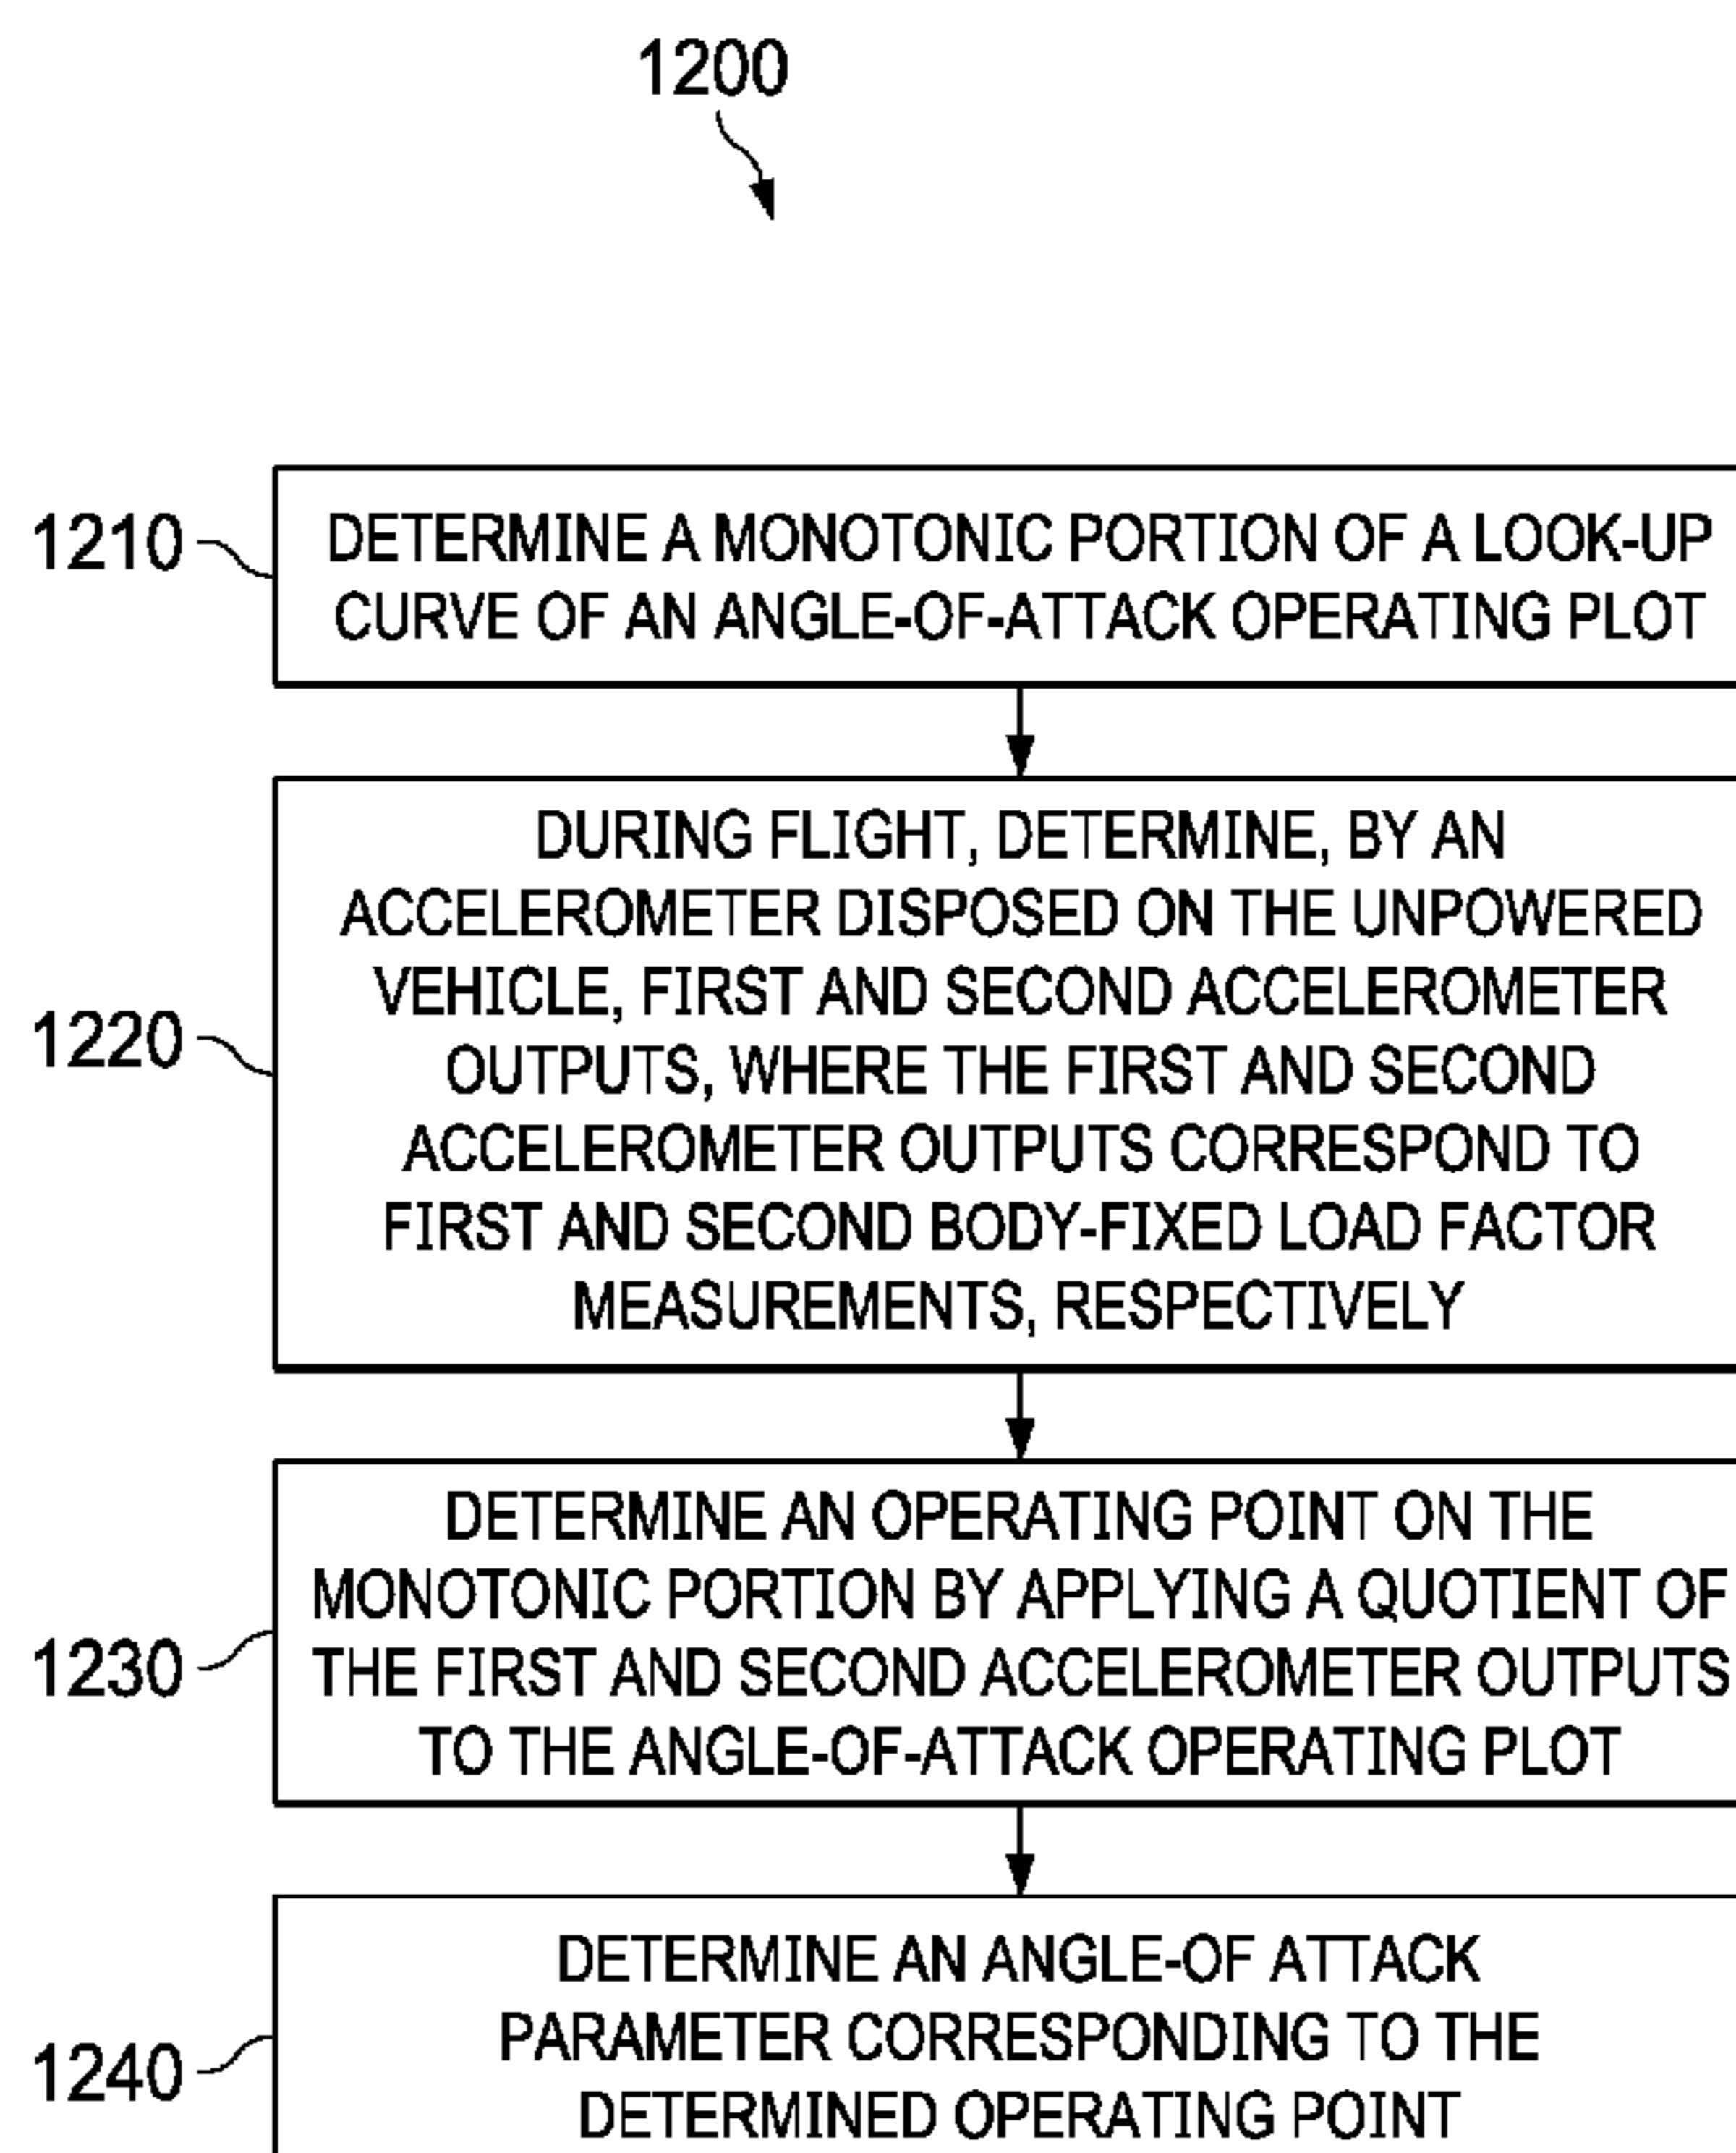 1200
1210
DETERMINE A MONOTONIC PORTION OF A LOOK-UP
CURVE OF AN ANGLE-OF-ATTACK OPERATING PLOT
1220
DURING FLIGHT, DETERMINE, BY AN
ACCELEROMETER DISPOSED ON THE UNPOWERED
VEHICLE, FIRST AND SECOND ACCELEROMETER
OUTPUTS, WHERE THE FIRST AND SECOND
ACCELEROMETER OUTPUTS CORRESPOND TO
FIRST AND SECOND BODY-FIXED LOAD FACTOR
MEASUREMENTS, RESPECTIVELY
1230
DETERMINE AN OPERATING POINT ON THE
MONOTONIC PORTION BY APPLYING A QUOTIENT OF
THE FIRST AND SECOND ACCELEROMETER OUTPUTS
TO THE ANGLE-OF-ATTACK OPERATING PLOT
1240
DETERMINE AN ANGLE-OF ATTACK
PARAMETER CORRESPONDING TO THE
DETERMINED OPERATING POINT